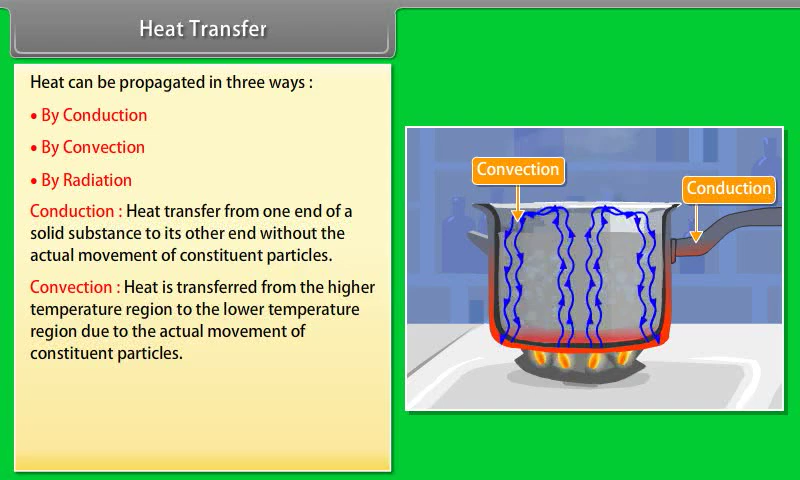 Heat Transfer
Heat can be propagated in three ways :
• By Conduction
• By Convection
• By Radiation
Conduction : Heat transfer from one end of a
solid substance to its other end without the
actual movement of constituent particles.
Convection : Heat is transferred from the higher
temperature region to the lower temperature
region due to the actual movement of
constituent particles.
Convection
Conduction